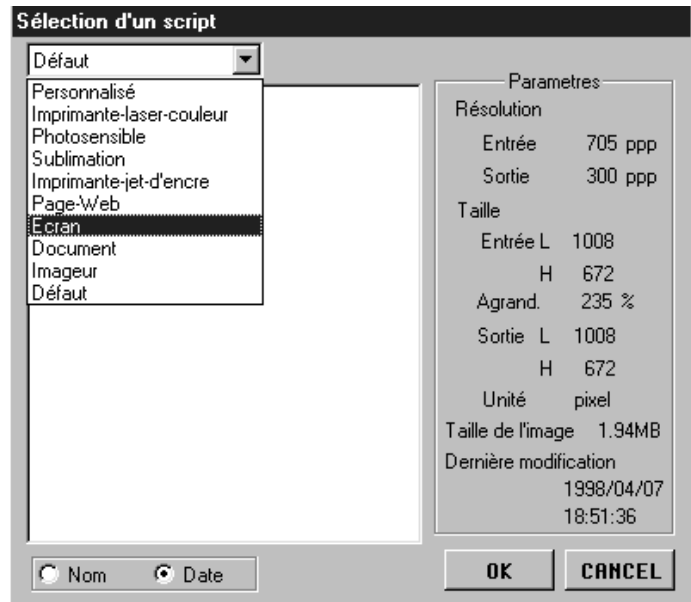 Sélection d'un script
Défaut
Personnalisé
Imprimante-laser-couleur
Photosensible
Sublimation
Imprimante-jet-d'encre
Page-Web
Ecran
Document
Imageur
Défaut
Parametres
Résolution
Entrée 705 ppp
Sortie 300 ppp
Taille
Entrée L 1008
H 672
Agrand. 235 %
Sortie L 1008
H 672
Unité pixel
Taille de l'image 1.94MB
Dernière modification
1998/04/07
18:51:36
Nom Date
OK CANCEL